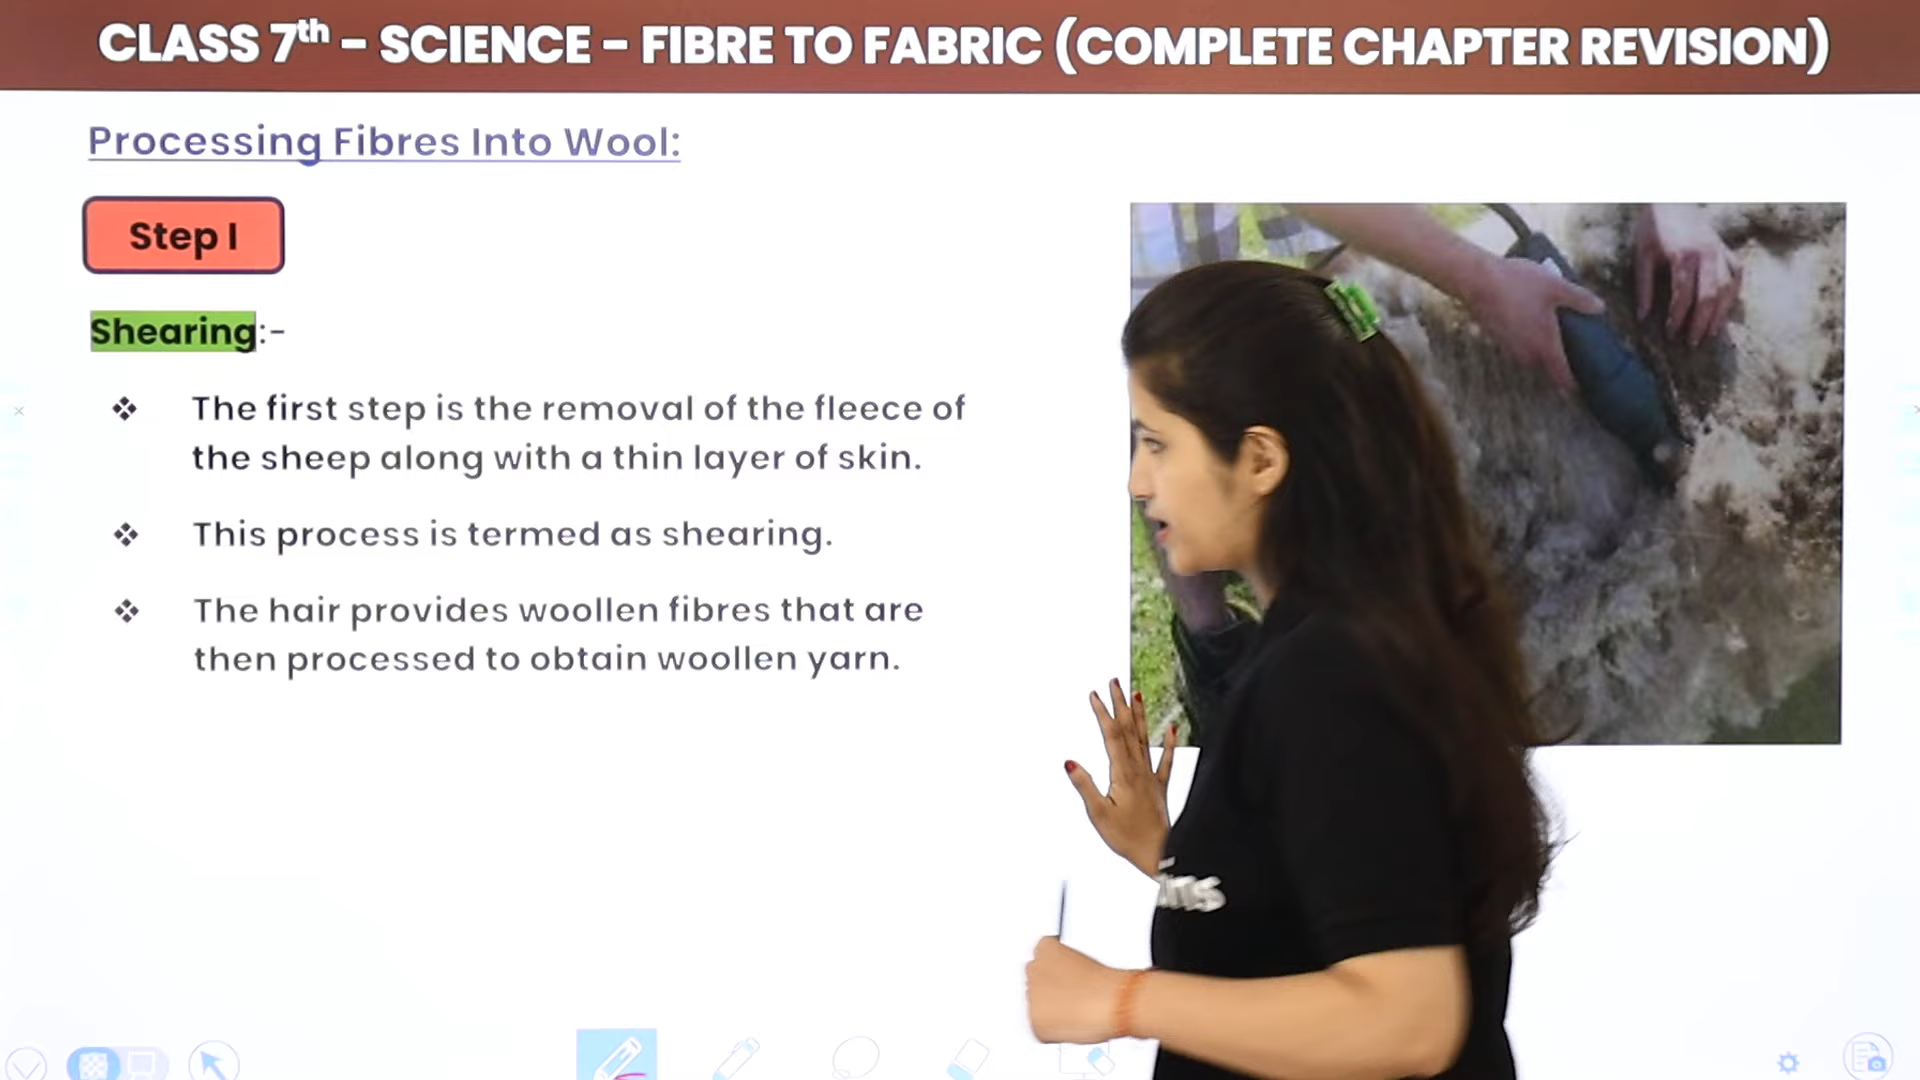 CLASS 7th - SCIENCE - FIBRE TO FABRIC (COMPLETE CHAPTER REVISION)
Processing Fibres Into Wool:
Step I
Shearing:-
❖ The first step is the removal of the fleece of
the sheep along with a thin layer of skin.
❖ This process is termed as shearing.
❖ The hair provides woollen fibres that are
then processed to obtain woollen yarn.